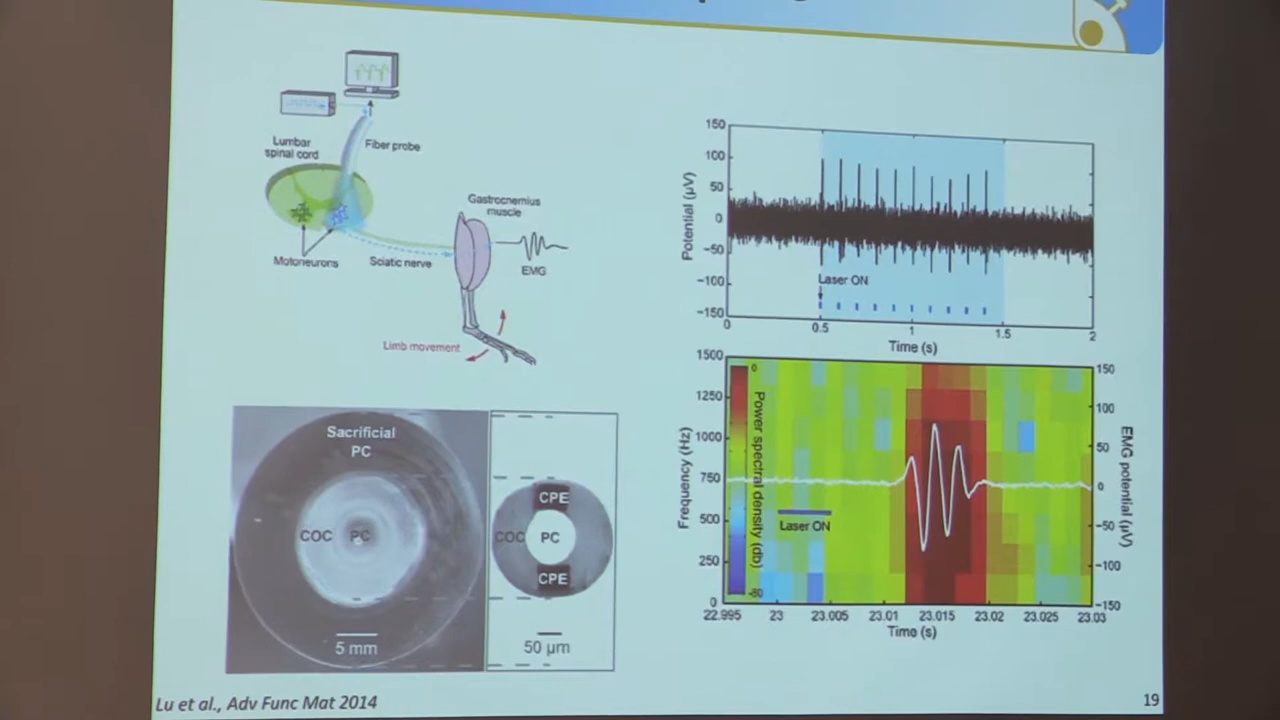 Lumbar
spinal cord
Fiber probe
Motoneurons
Sciatic nerve
Gastrocnemius
muscle
EMG
Limb movement
Sacrificial
PC
COC
PC
5 mm
CPE
COC
PC
CPE
50 µm
Potential (µV)
150
100
50
0
−50
−100
−150
Laser ON
0
0.5
1
1.5
2
Time (s)
Frequency (Hz)
1500
1250
1000
750
500
250
0
0
Power spectral density (db)
-80
Laser ON
150
100
50
0
−50
−100
−150
EMG potential (µV)
22.995
23
23.005
23.01
23.015
23.02
23.025
23.03
Time (s)
Lu et al., Adv Func Mat 2014
19